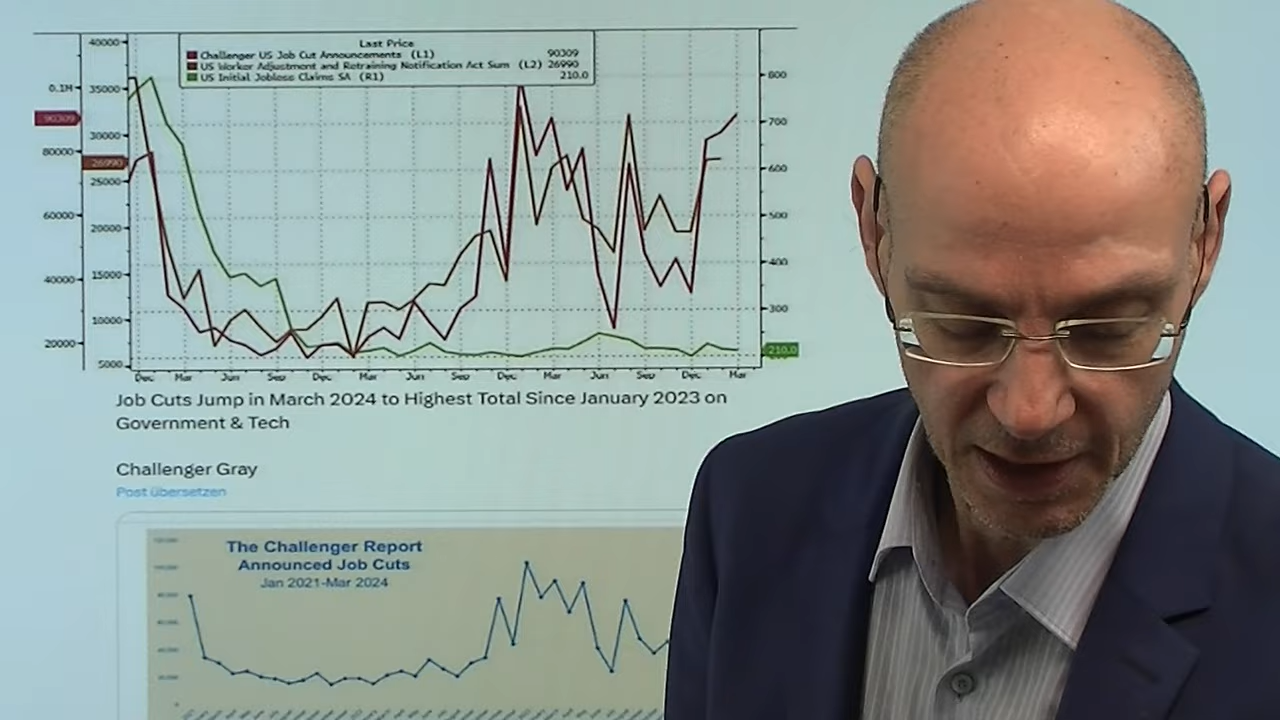 Last Price
Challenger US Job Cut Announcements (L1) 90309
US Worker Adjustment and Retraining Notification Act Sum (L2) 26990
US Initial Jobless Claims SA (R1) 210.0
40000
35000
30000
25000
20000
15000
10000
5000
0.1M
90309
80000
26990
60000
40000
20000
800
700
600
500
400
300
210.0
Dec Mar Jun Sep Dec Mar Jun Sep Dec Mar Jun Sep Dec Mar
Job Cuts Jump in March 2024 to Highest Total Since January 2023 on
Government & Tech
Challenger Gray
Post übersetzen
The Challenger Report
Announced Job Cuts
Jan 2021-Mar 2024